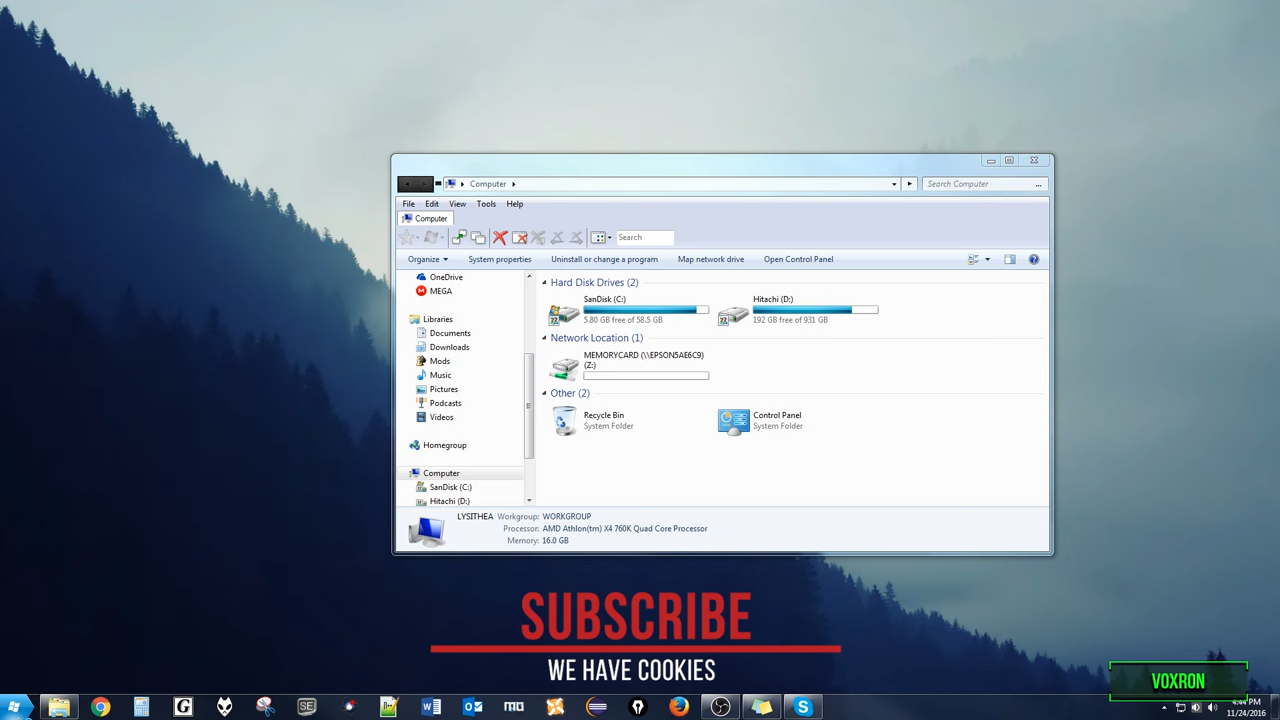 Computer
Search Computer
...
File Edit View Tools Help
Computer
Search
Organize System properties Uninstall or change a program Map network drive Open Control Panel
OneDrive
MEGA
Libraries
Documents
Downloads
Mods
Music
Pictures
Podcasts
Videos
Homegroup
Computer
SanDisk (C:)
Hitachi (D:)
Hard Disk Drives (2)
SanDisk (C:)
5.80 GB free of 58.5 GB
Hitachi (D:)
192 GB free of 931 GB
Network Location (1)
MEMORYCARD (\\EPSON5AE6C9)
(Z:)
Other (2)
Recycle Bin
System Folder
Control Panel
System Folder
LYSITHEA Workgroup: WORKGROUP
Processor: AMD Athlon(tm) X4 760K Quad Core Processor
Memory: 16.0 GB
SUBSCRIBE
WE HAVE COOKIES
VOXRON
G
SE
4:44 PM
11/24/2016